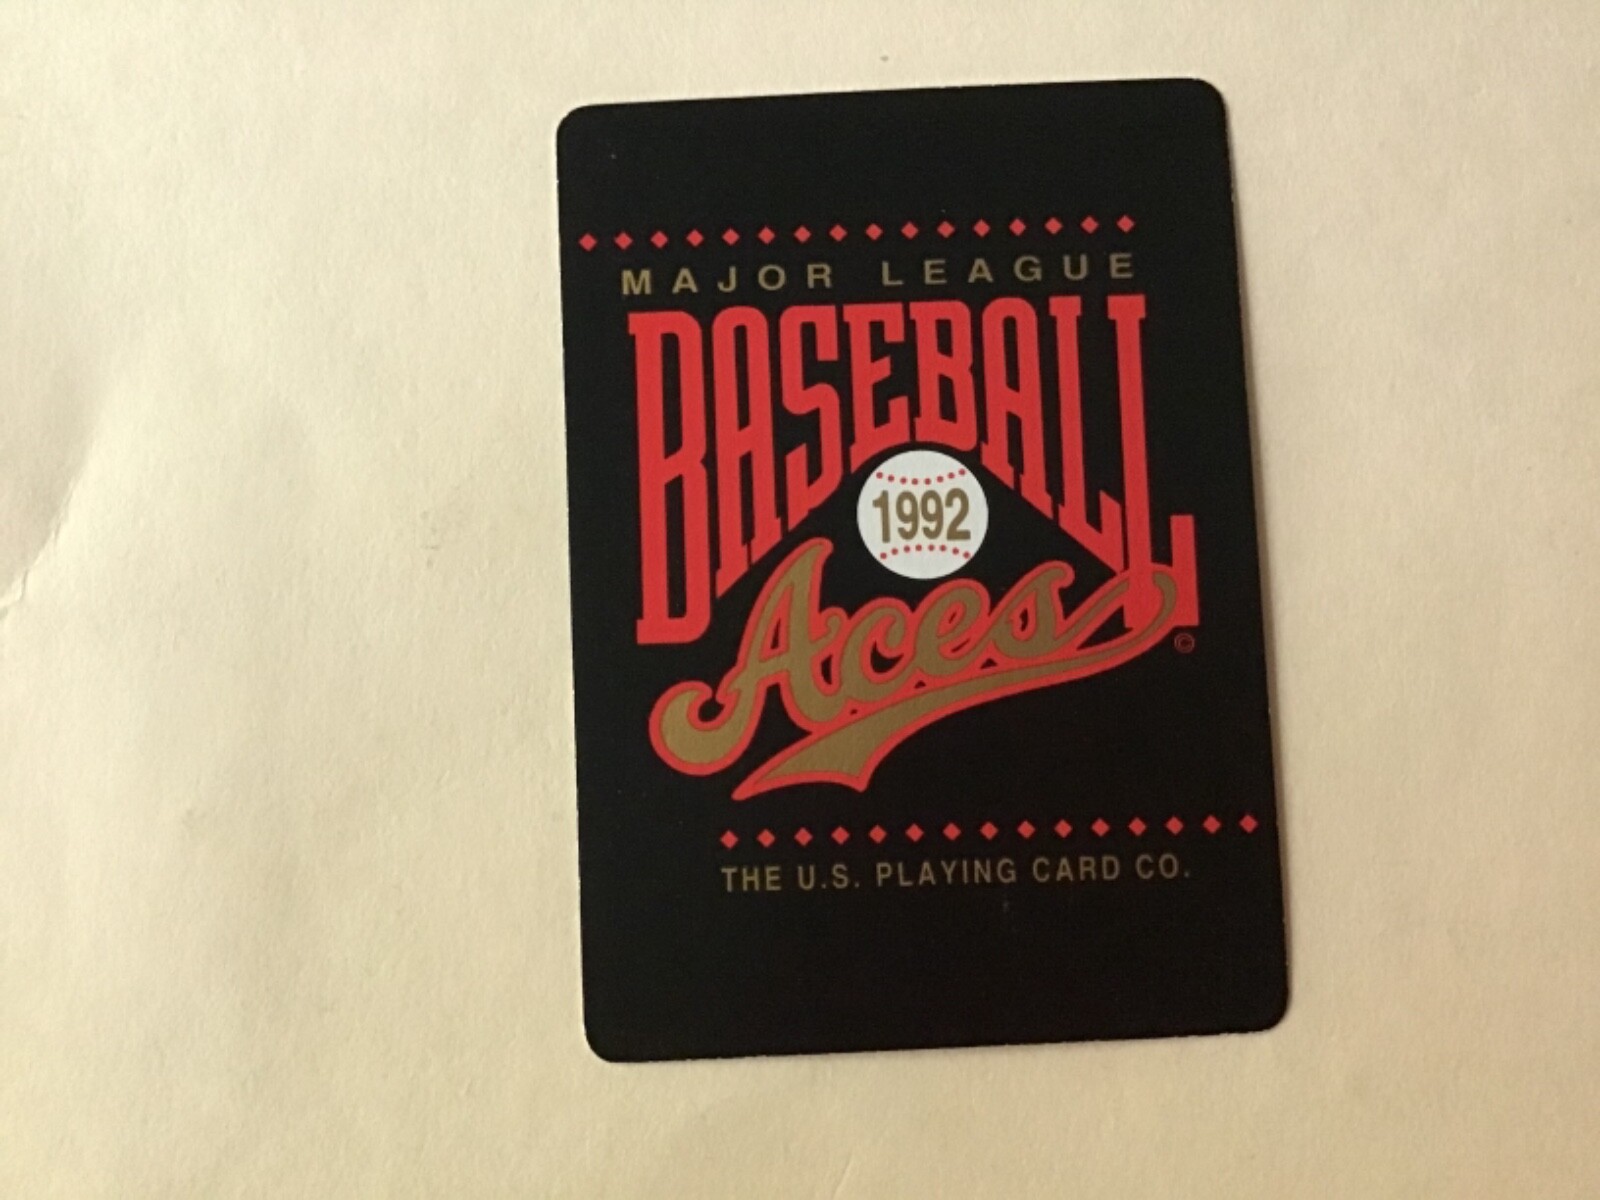 MAJOR LEAGUE
BASEBALL
1992
Aces
©
THE U.S. PLAYING CARD CO.